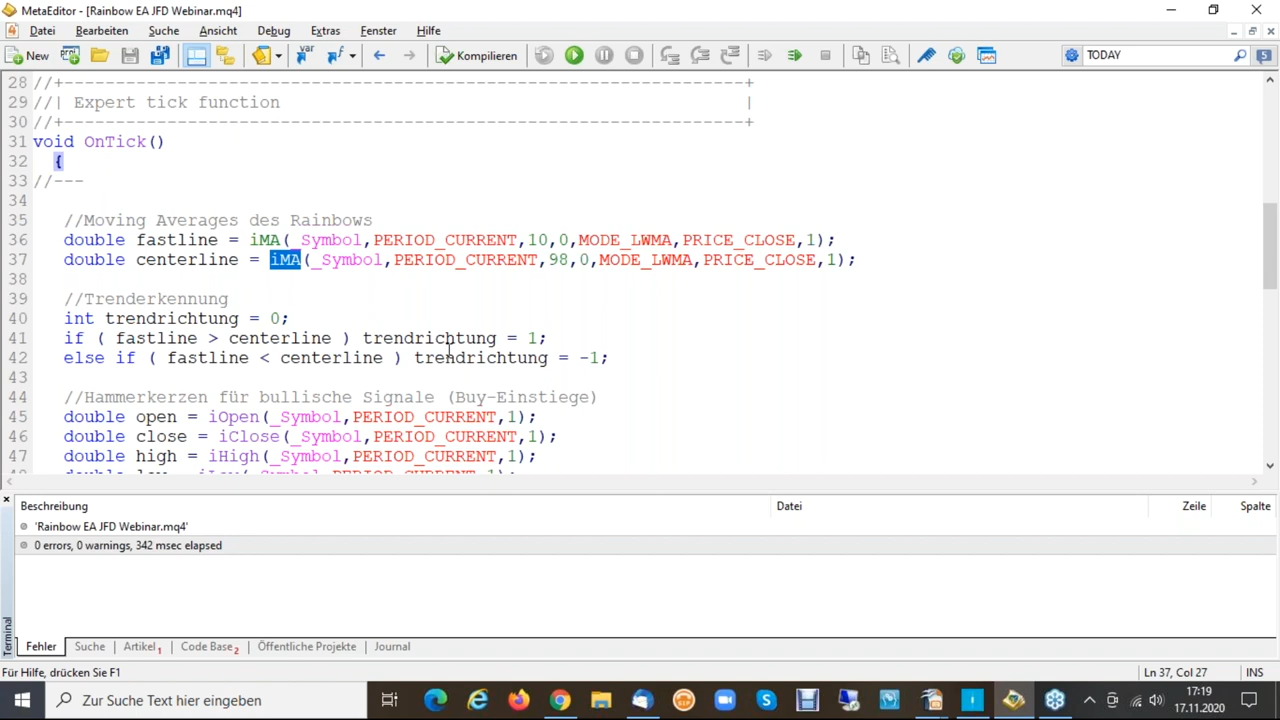 MetaEditor - [Rainbow EA JFD Webinar.mq4]
Datei Bearbeiten Suche Ansicht Debug Extras Fenster Hilfe
New Kompilieren TODAY 5
28 //+------------------------------------------------------------------+
29 //| Expert tick function |
30 //+------------------------------------------------------------------+
31 void OnTick()
32 {
33 //---
34
35 //Moving Averages des Rainbows
36 double fastline = iMA(_Symbol,PERIOD_CURRENT,10,0,MODE_LWMA,PRICE_CLOSE,1);
37 double centerline = iMA(_Symbol,PERIOD_CURRENT,98,0,MODE_LWMA,PRICE_CLOSE,1);
38
39 //Trenderkennung
40 int trendrichtung = 0;
41 if ( fastline > centerline ) trendrichtung = 1;
42 else if ( fastline < centerline ) trendrichtung = -1;
43
44 //Hammerkerzen für bullische Signale (Buy-Einstiege)
45 double open = iOpen(_Symbol,PERIOD_CURRENT,1);
46 double close = iClose(_Symbol,PERIOD_CURRENT,1);
47 double high = iHigh(_Symbol,PERIOD_CURRENT,1);
Beschreibung Datei Zeile Spalte
'Rainbow EA JFD Webinar.mq4'
0 errors, 0 warnings, 342 msec elapsed
Terminal
Fehler Suche Artikel1 Code Base2 Öffentliche Projekte Journal
Für Hilfe, drücken Sie F1 Ln 37, Col 27 INS
Zur Suche Text hier eingeben
17:19
17.11.2020